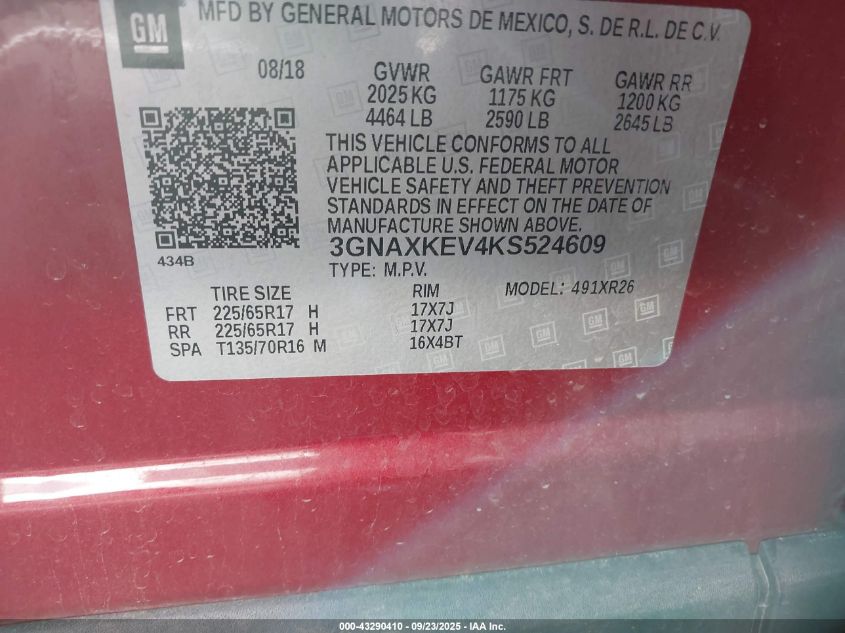 GM
MFD BY GENERAL MOTORS DE MEXICO, S. DE R.L. DE C.V.
08/18 GVWR GAWR FRT GAWR RR
2025 KG 1175 KG 1200 KG
4464 LB 2590 LB 2645 LB
THIS VEHICLE CONFORMS TO ALL
APPLICABLE U.S. FEDERAL MOTOR
VEHICLE SAFETY AND THEFT PREVENTION
STANDARDS IN EFFECT ON THE DATE OF
MANUFACTURE SHOWN ABOVE.
434B
3GNAXKEV4KS524609
TYPE: M.P.V.
TIRE SIZE RIM MODEL: 491XR26
FRT 225/65R17 H 17X7J
RR 225/65R17 H 17X7J
SPA T135/70R16 M 16X4BT
000-43290410 - 09/23/2025 - IAA Inc.